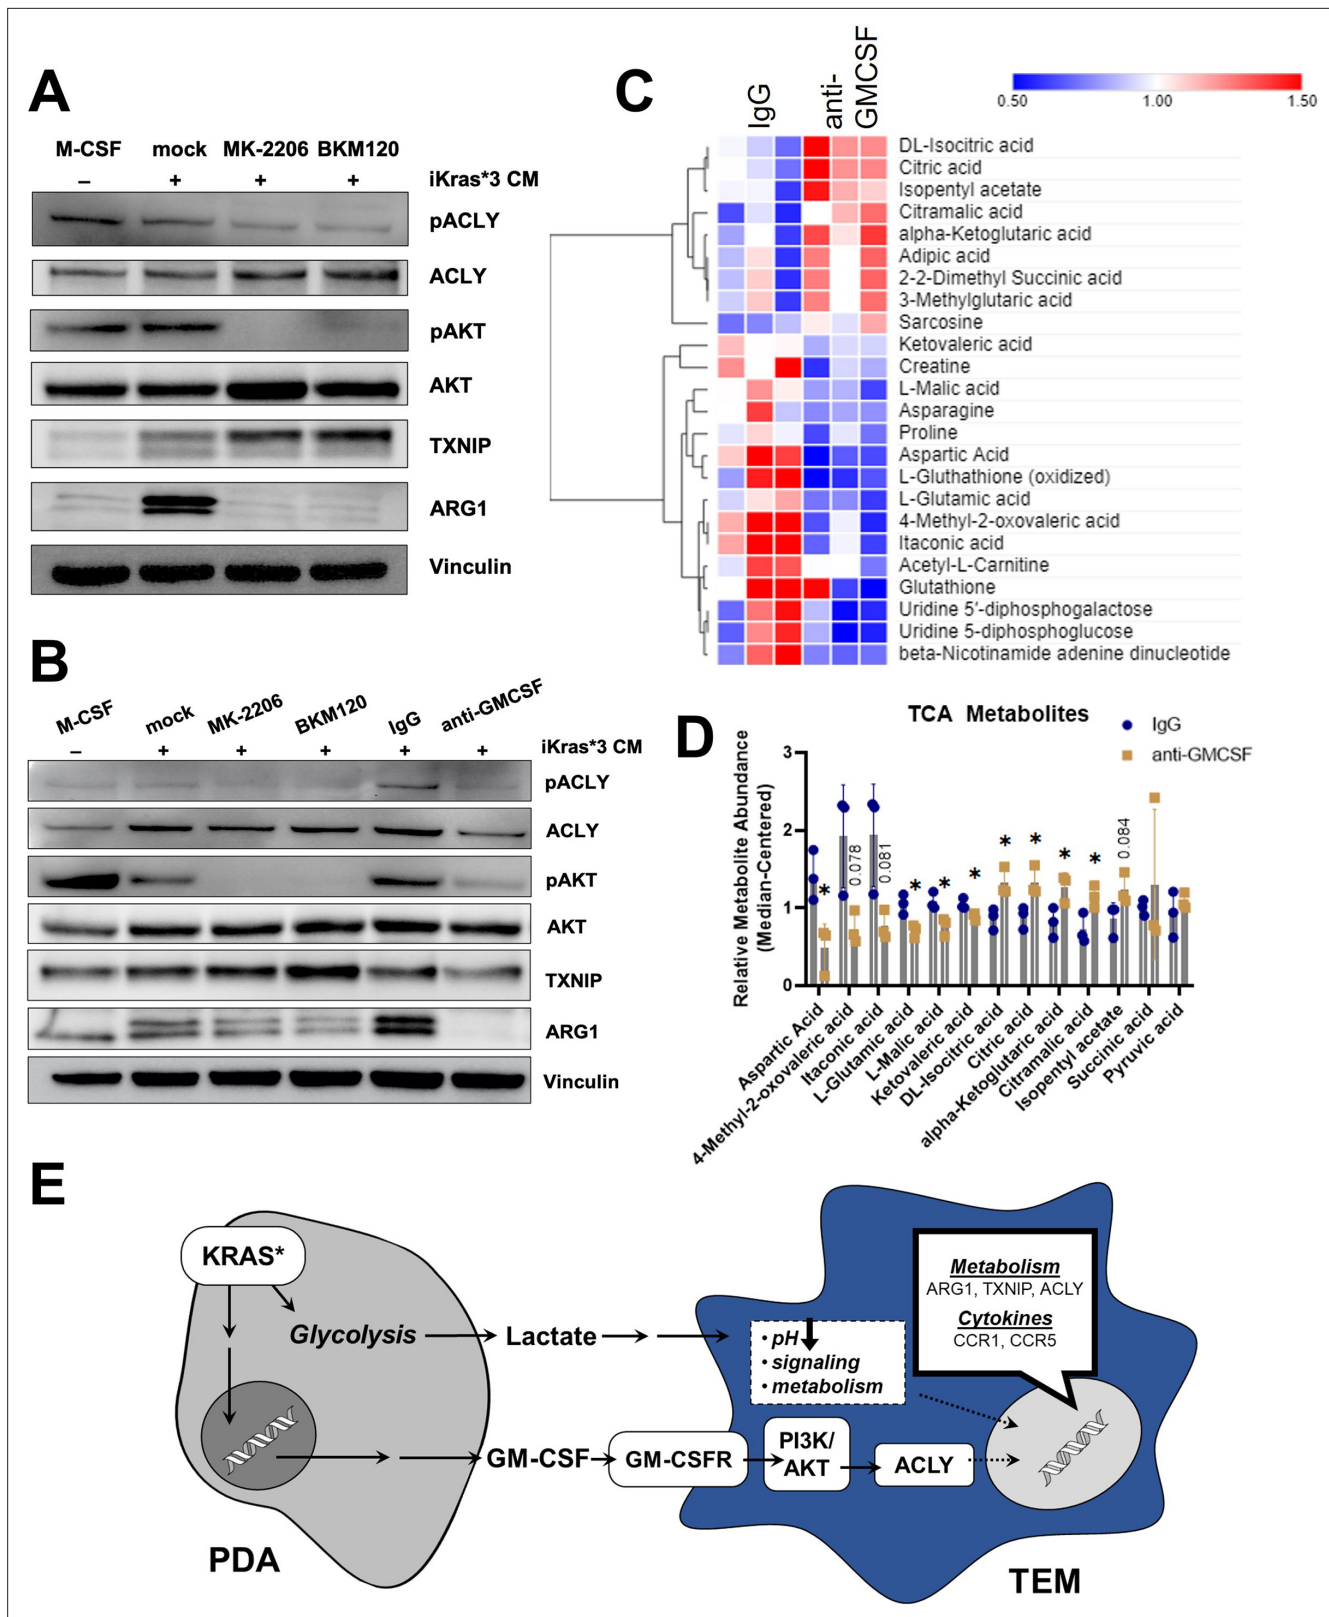 A
M-CSF mock MK-2206 BKM120
– + + + iKras*3 CM
pACLY
ACLY
pAKT
AKT
TXNIP
ARG1
Vinculin
B
M-CSF mock MK-2206 BKM120 IgG anti-GMCSF
– + + + + + iKras*3 CM
pACLY
ACLY
pAKT
AKT
TXNIP
ARG1
Vinculin
C
IgG
anti-
GMCSF
0.50 1.00 1.50
DL-Isocitric acid
Citric acid
Isopentyl acetate
Citramalic acid
alpha-Ketoglutaric acid
Adipic acid
2-2-Dimethyl Succinic acid
3-Methylglutaric acid
Sarcosine
Ketovaleric acid
Creatine
L-Malic acid
Asparagine
Proline
Aspartic Acid
L-Gluthathione (oxidized)
L-Glutamic acid
4-Methyl-2-oxovaleric acid
Itaconic acid
Acetyl-L-Carnitine
Glutathione
Uridine 5′-diphosphogalactose
Uridine 5-diphosphoglucose
beta-Nicotinamide adenine dinucleotide
D
TCA Metabolites
IgG
anti-GMCSF
Relative Metabolite Abundance
(Median-Centered)
3
2
1
0
*
0.078
0.081
*
*
*
*
*
*
*
0.084
Aspartic Acid
4-Methyl-2-oxovaleric acid
Itaconic acid
L-Glutamic acid
L-Malic acid
Ketovaleric acid
DL-Isocitric acid
Citric acid
alpha-Ketoglutaric acid
Citramalic acid
Isopentyl acetate
Succinic acid
Pyruvic acid
E
KRAS*
Glycolysis
Lactate
GM-CSF
GM-CSFR
PI3K/
AKT
ACLY
• pH
• signaling
• metabolism
Metabolism
ARG1, TXNIP, ACLY
Cytokines
CCR1, CCR5
PDA
TEM